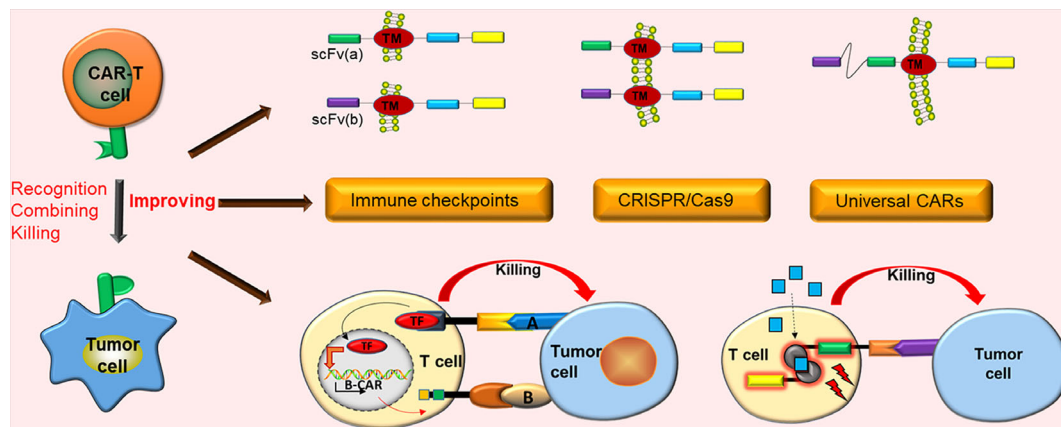 CAR-T
cell
Recognition
Combining
Killing
Improving
Tumor
cell
TM
scFv(a)
TM
scFv(b)
TM
TM
TM
Immune checkpoints
CRISPR/Cas9
Universal CARs
Killing
TF
A
TF
T cell
B-CAR
B
Tumor
cell
Killing
T cell
Tumor
cell